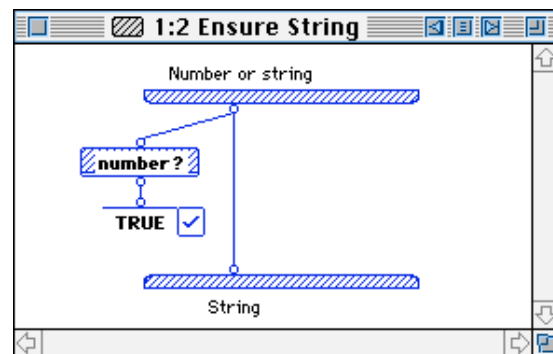 1:2 Ensure String
Number or string
number?
TRUE
String